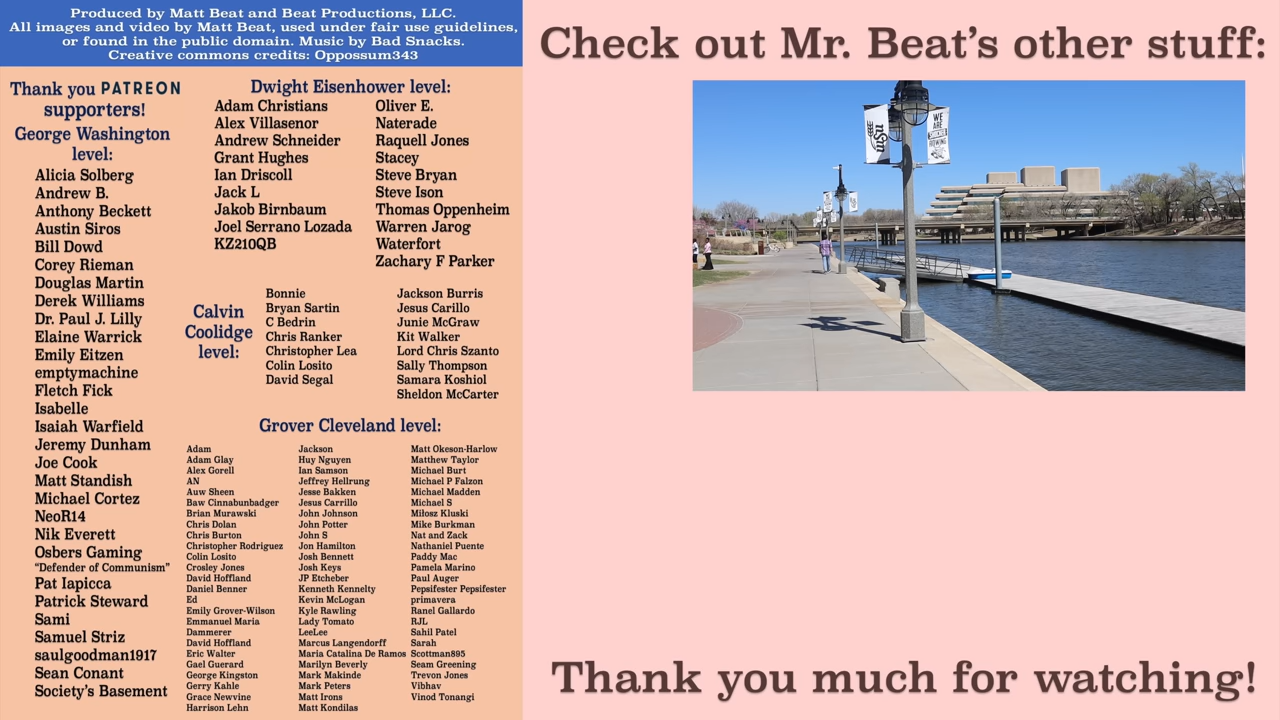 Produced by Matt Beat and Beat Productions, LLC.
All images and video by Matt Beat, used under fair use guidelines,
or found in the public domain. Music by Bad Snacks.
Creative commons credits: Oppossum343
Thank you PATREON
supporters!
George Washington
level:
Alicia Solberg
Andrew B.
Anthony Beckett
Austin Siros
Bill Dowd
Corey Rieman
Douglas Martin
Derek Williams
Dr. Paul J. Lilly
Elaine Warrick
Emily Eitzen
emptymachine
Fletch Fick
Isabelle
Isaiah Warfield
Jeremy Dunham
Joe Cook
Matt Standish
Michael Cortez
NeoR14
Nik Everett
Osbers Gaming
“Defender of Communism”
Pat Iapicca
Patrick Steward
Sami
Samuel Striz
saulgoodman1917
Sean Conant
Society’s Basement
Dwight Eisenhower level:
Adam Christians
Alex Villasenor
Andrew Schneider
Grant Hughes
Ian Driscoll
Jack L
Jakob Birnbaum
Joel Serrano Lozada
KZ210QB
Oliver E.
Naterade
Raquell Jones
Stacey
Steve Bryan
Steve Ison
Thomas Oppenheim
Warren Jarog
Waterfort
Zachary F Parker
Calvin
Coolidge
level:
Bonnie
Bryan Sartin
C Bedrin
Chris Ranker
Christopher Lea
Colin Losito
David Segal
Jackson Burris
Jesus Carillo
Junie McGraw
Kit Walker
Lord Chris Szanto
Sally Thompson
Samara Koshiol
Sheldon McCarter
Grover Cleveland level:
Adam
Adam Glay
Alex Gorell
AN
Auw Sheen
Baw Cinnabunbadger
Brian Murawski
Chris Dolan
Chris Burton
Christopher Rodriguez
Colin Losito
Crosley Jones
David Hoffland
Daniel Benner
Ed
Emily Grover-Wilson
Emmanuel Maria
Dammerer
David Hoffland
Eric Walter
Gael Guerard
George Kingston
Gerry Kahle
Grace Newvine
Harrison Lehn
Jackson
Huy Nguyen
Ian Samson
Jeffrey Hellrung
Jesse Bakken
Jesus Carrillo
John Johnson
John Potter
John S
Jon Hamilton
Josh Bennett
Josh Keys
JP Etcheber
Kenneth Kennelty
Kevin McLogan
Kyle Rawling
Lady Tomato
LeeLee
Marcus Langendorff
Maria Catalina De Ramos
Marilyn Beverly
Mark Makinde
Mark Peters
Matt Irons
Matt Kondilas
Matt Okeson-Harlow
Matthew Taylor
Michael Burt
Michael P Falzon
Michael Madden
Michael S
Miłosz Kluski
Mike Burkman
Nat and Zack
Nathaniel Puente
Paddy Mac
Pamela Marino
Paul Auger
Pepsifester Pepsifester
primavera
Ranel Gallardo
RJL
Sahil Patel
Sarah
Scottman895
Seam Greening
Trevon Jones
Vibhav
Vinod Tonangi
Check out Mr. Beat’s other stuff:
WE
ARE
Thank you much for watching!